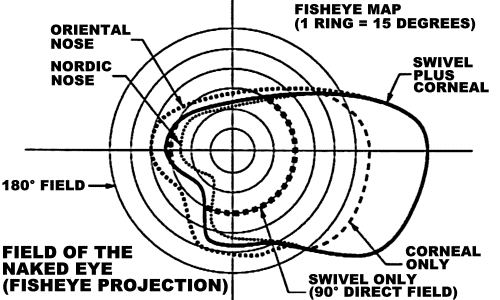 FISHEYE MAP
(1 RING = 15 DEGREES)
ORIENTAL
NOSE
NORDIC
NOSE
SWIVEL
PLUS
CORNEAL
180° FIELD
FIELD OF THE
NAKED EYE
(FISHEYE PROJECTION)
CORNEAL
ONLY
SWIVEL ONLY
(90° DIRECT FIELD)